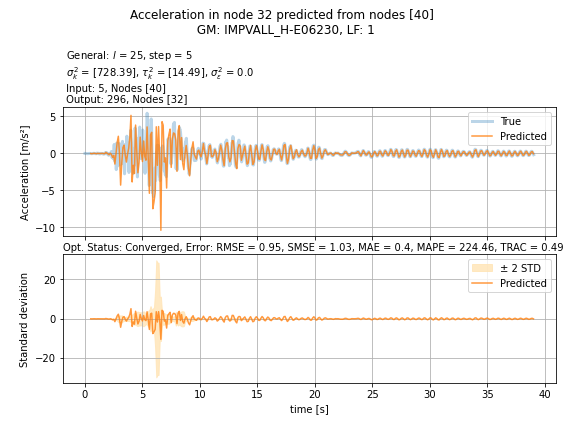 Acceleration in node 32 predicted from nodes [40]
GM: IMPVALL_H-E06230, LF: 1
General: l = 25, step = 5
σ²ₖ = [728.39], τ²ₖ = [14.49], σ²ε = 0.0
Input: 5, Nodes [40]
Output: 296, Nodes [32]
5
0
−5
−10
Acceleration [m/s²]
True
Predicted
Opt. Status: Converged, Error: RMSE = 0.95, SMSE = 1.03, MAE = 0.4, MAPE = 224.46, TRAC = 0.49
20
0
−20
Standard deviation
± 2 STD
Predicted
0 5 10 15 20 25 30 35 40
time [s]